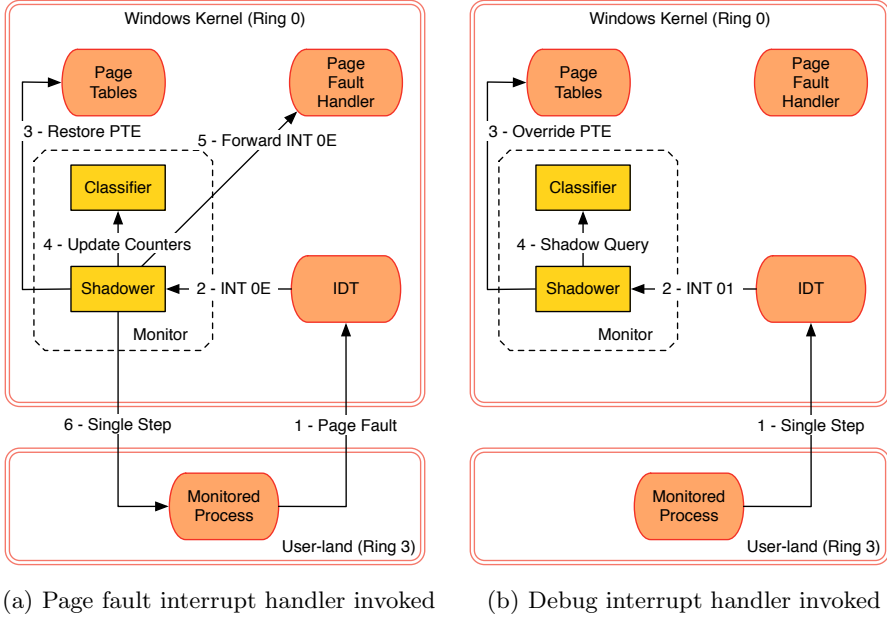 Windows Kernel (Ring 0)
Page
Tables
Page
Fault
Handler
3 - Restore PTE
5 - Forward INT 0E
Classifier
4 - Update Counters
Shadower
2 - INT 0E
IDT
Monitor
6 - Single Step
1 - Page Fault
Monitored
Process
User-land (Ring 3)
(a) Page fault interrupt handler invoked
Windows Kernel (Ring 0)
Page
Tables
Page
Fault
Handler
3 - Override PTE
Classifier
4 - Shadow Query
Shadower
2 - INT 01
IDT
Monitor
1 - Single Step
Monitored
Process
User-land (Ring 3)
(b) Debug interrupt handler invoked